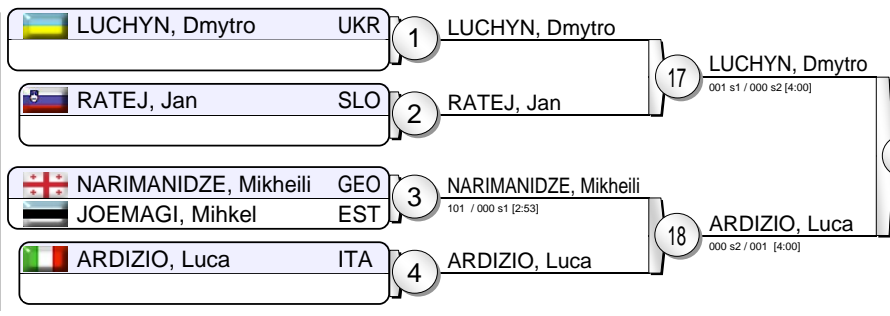 LUCHYN, Dmytro UKR
1
LUCHYN, Dmytro
RATEJ, Jan SLO
2
RATEJ, Jan
17
LUCHYN, Dmytro
001 s1 / 000 s2 [4:00]
NARIMANIDZE, Mikheili GEO
JOEMAGI, Mihkel EST
3
NARIMANIDZE, Mikheili
101 / 000 s1 [2:53]
ARDIZIO, Luca ITA
4
ARDIZIO, Luca
18
ARDIZIO, Luca
000 s2 / 001 [4:00]